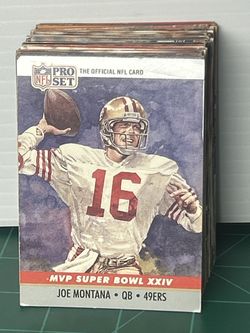 NFL
PRO
SET
THE OFFICIAL NFL CARD
16
MVP SUPER BOWL XXIV
JOE MONTANA • QB • 49ERS